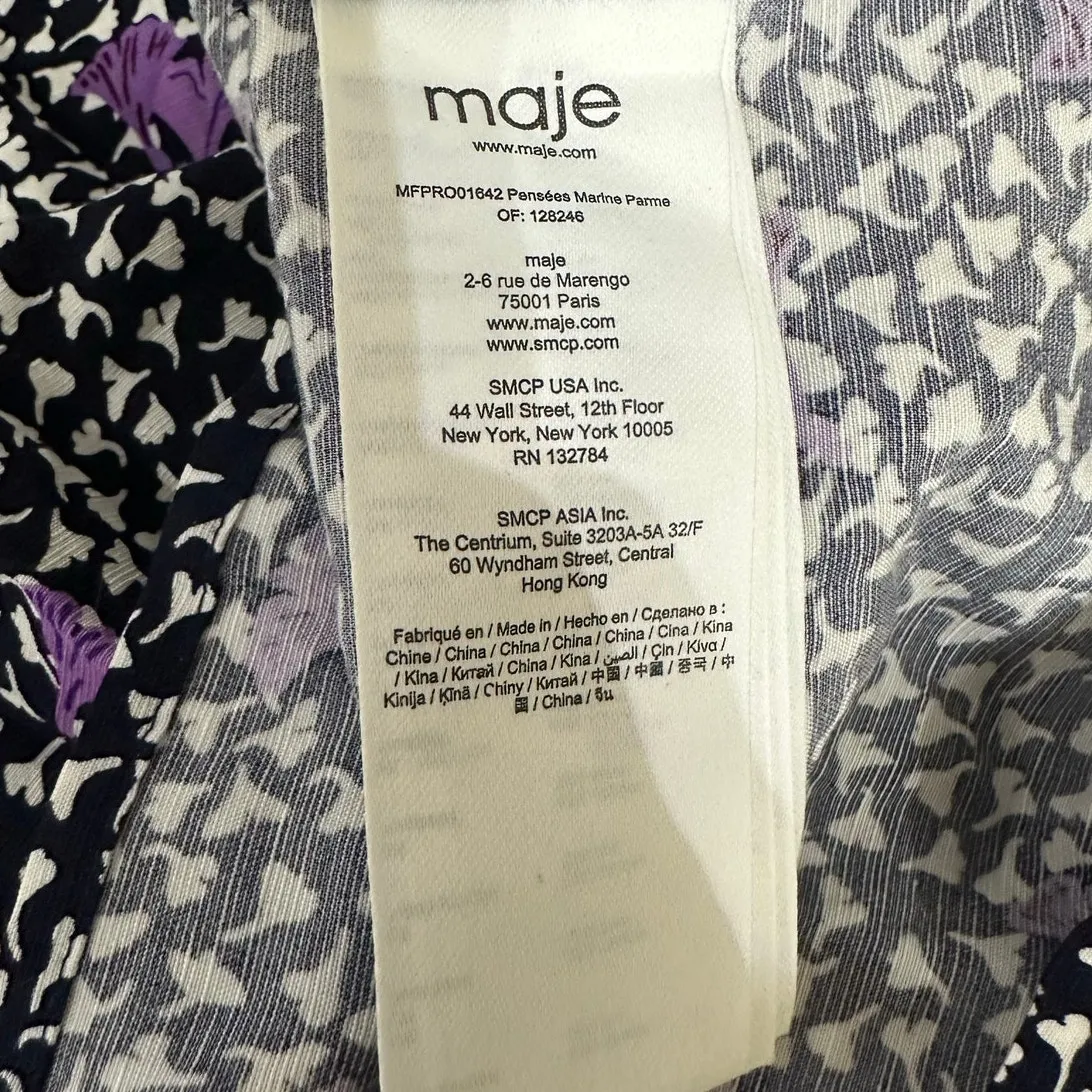 maje
www.maje.com
MFPRO01642 Pensées Marine Parme
OF: 128246
maje
2-6 rue de Marengo
75001 Paris
www.maje.com
www.smcp.com
SMCP USA Inc.
44 Wall Street, 12th Floor
New York, New York 10005
RN 132784
SMCP ASIA Inc.
The Centrium, Suite 3203A-5A 32/F
60 Wyndham Street, Central
Hong Kong
Fabriqué en / Made in / Hecho en / Сделано в :
Chine / China / China / China / China / Cina / Kina
/ Kina / Китай / China / Kina / الصين / Çin / Κίνα /
Kinija / Ķīnā / Chiny / Китай / 中国 / 中國 / 중국 / 中
国 / China / จีน